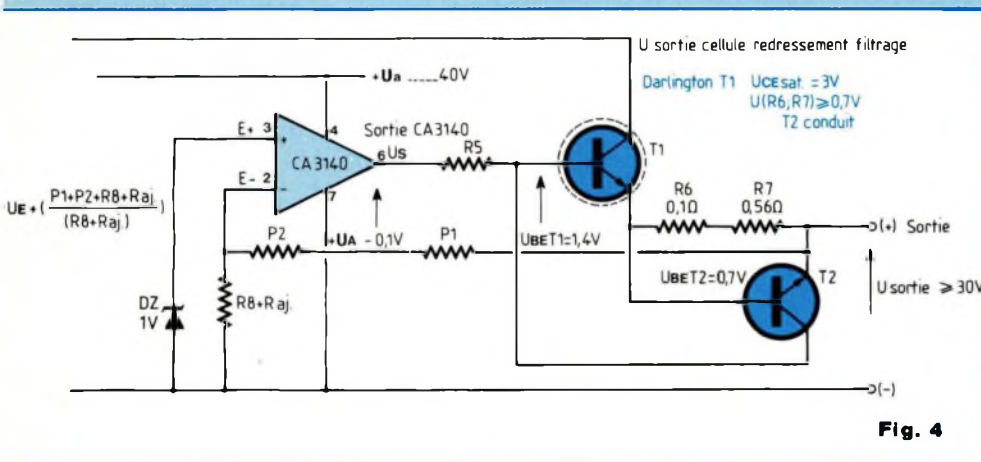 U sortie cellule redressement filtrage
+Ua ..... 40V
Darlington T1 UCEsat. = 3V
U(R6,R7)⩾0,7V
T2 conduit
E+ 3
4
Sortie CA3140
CA3140
6 Us
R5
T1
E- 2
7
UE+(P1+P2+R8+Raj./(R8+Raj.))
R6
0,1Ω
R7
0,56Ω
(+) Sortie
P2
+UA - 0,1V
P1
UBET1=1,4V
UBET2=0,7V
T2
U sortie ⩾ 30V
DZ
1V
R8+Raj.
(-)
Fig. 4